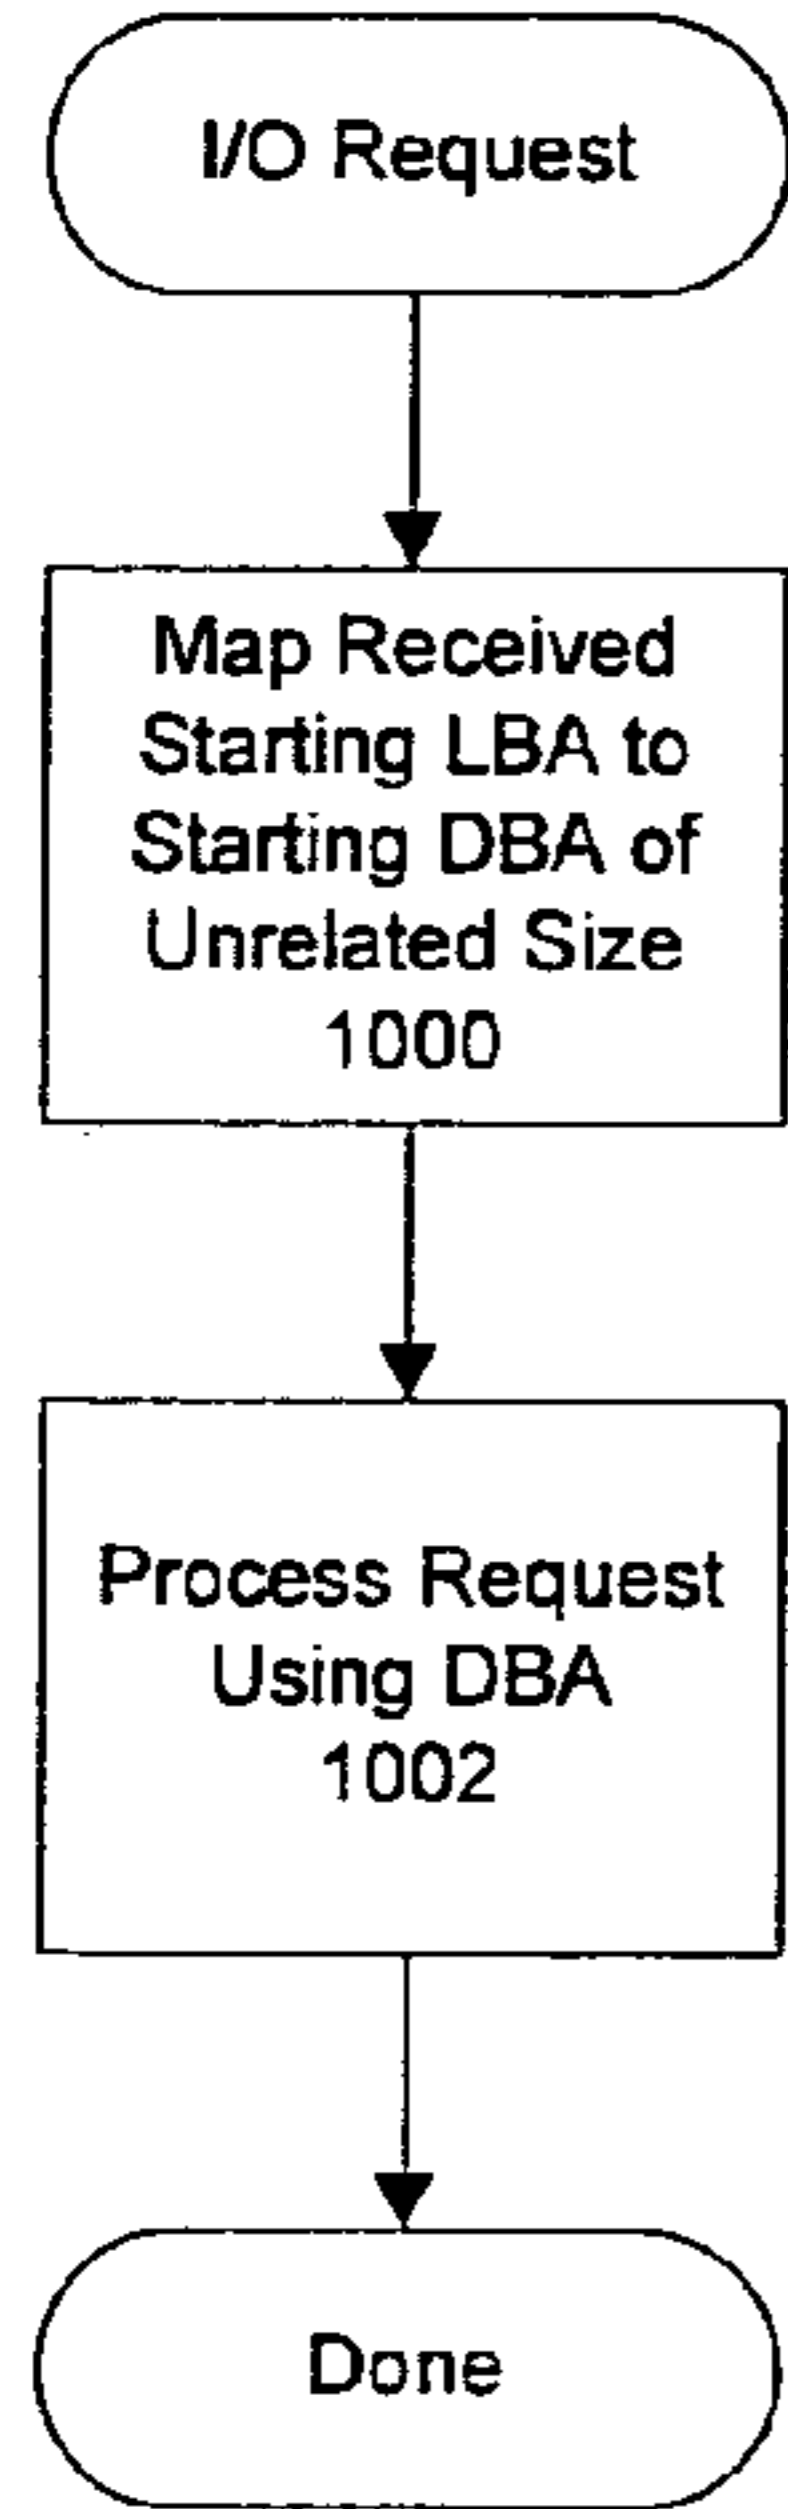 I/O Request
Map Received
Starting LBA to
Starting DBA of
Unrelated Size
1000
Process Request
Using DBA
1002
Done